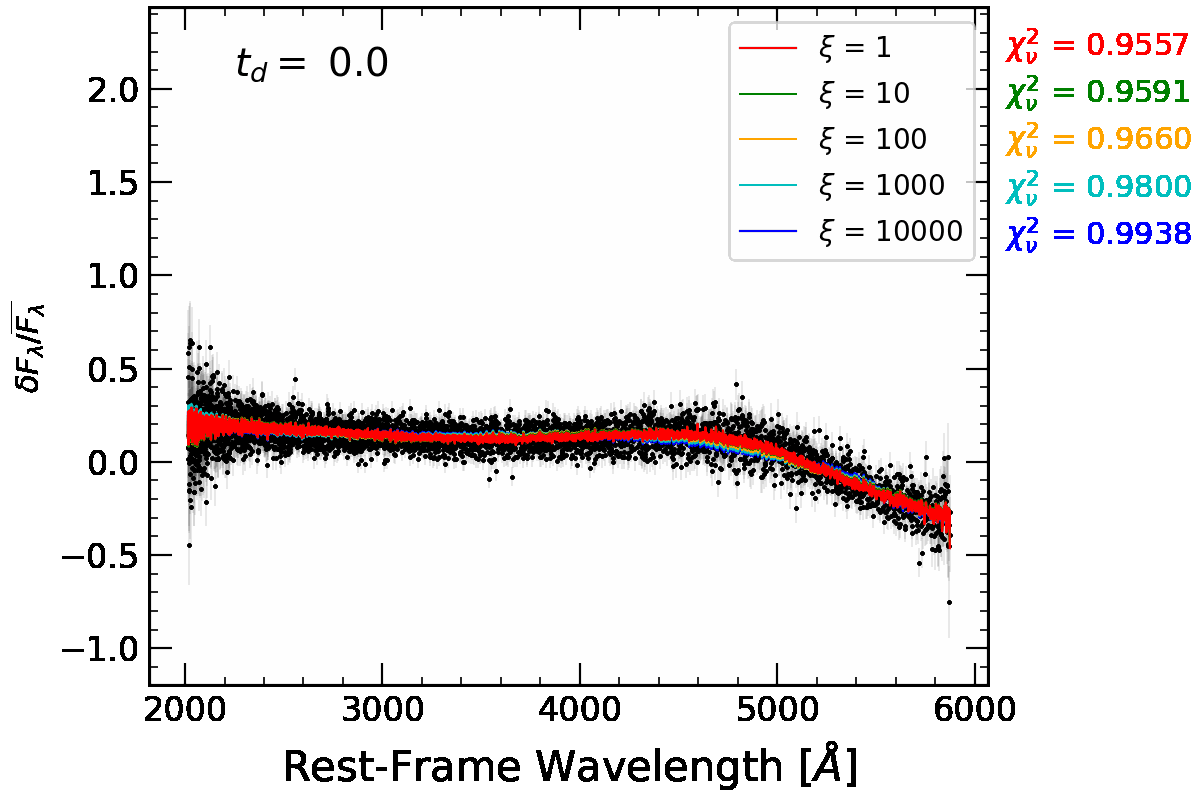 t_d = 0.0
ξ = 1
ξ = 10
ξ = 100
ξ = 1000
ξ = 10000
χ²_ν = 0.9557
χ²_ν = 0.9591
χ²_ν = 0.9660
χ²_ν = 0.9800
χ²_ν = 0.9938
δF_λ/F̅_λ
2.0
1.5
1.0
0.5
0.0
−0.5
−1.0
2000 3000 4000 5000 6000
Rest-Frame Wavelength [Å]